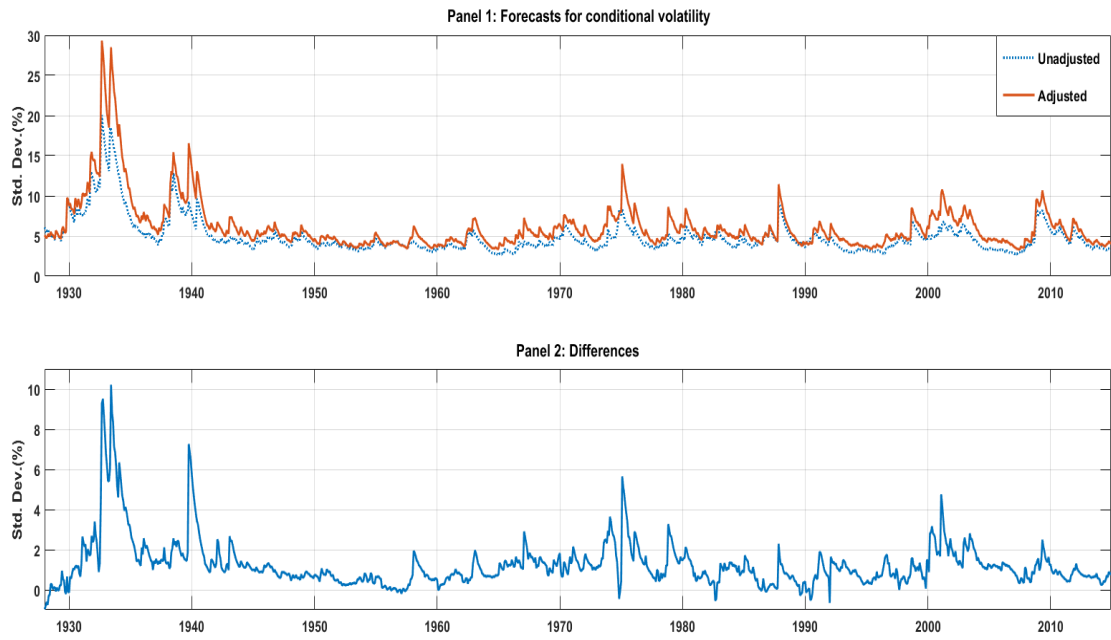 Panel 1: Forecasts for conditional volatility
30
25
20
15
10
5
0
Std. Dev.(%)
Unadjusted
Adjusted
1930 1940 1950 1960 1970 1980 1990 2000 2010
Panel 2: Differences
10
8
6
4
2
0
Std. Dev.(%)
1930 1940 1950 1960 1970 1980 1990 2000 2010